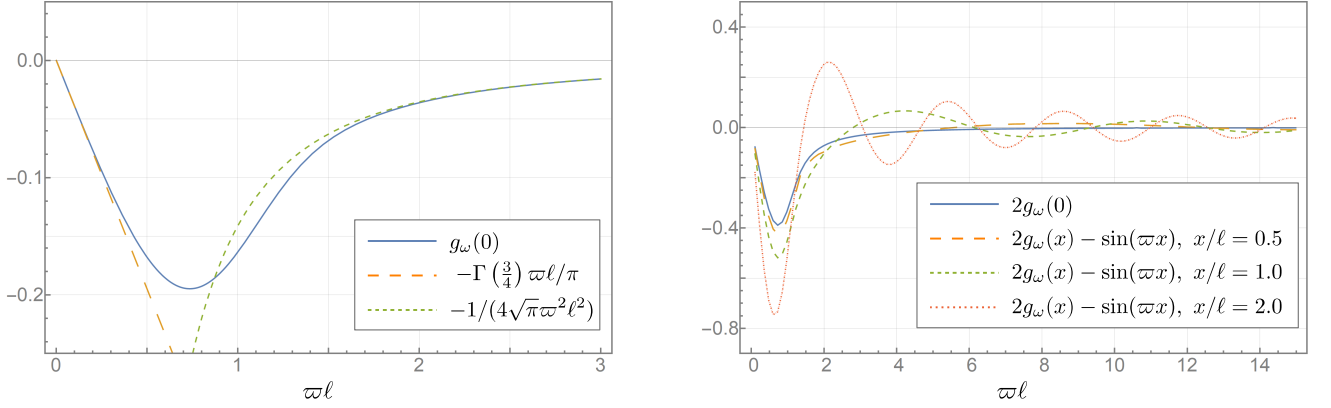 0.0
−0.1
−0.2
0 1 2 3
ϖℓ
g_ω(0)
−Γ(3/4) ϖℓ/π
−1/(4√πϖ²ℓ²)
0.4
0.0
−0.4
−0.8
0 2 4 6 8 10 12 14
ϖℓ
2g_ω(0)
2g_ω(x) − sin(ϖx), x/ℓ = 0.5
2g_ω(x) − sin(ϖx), x/ℓ = 1.0
2g_ω(x) − sin(ϖx), x/ℓ = 2.0